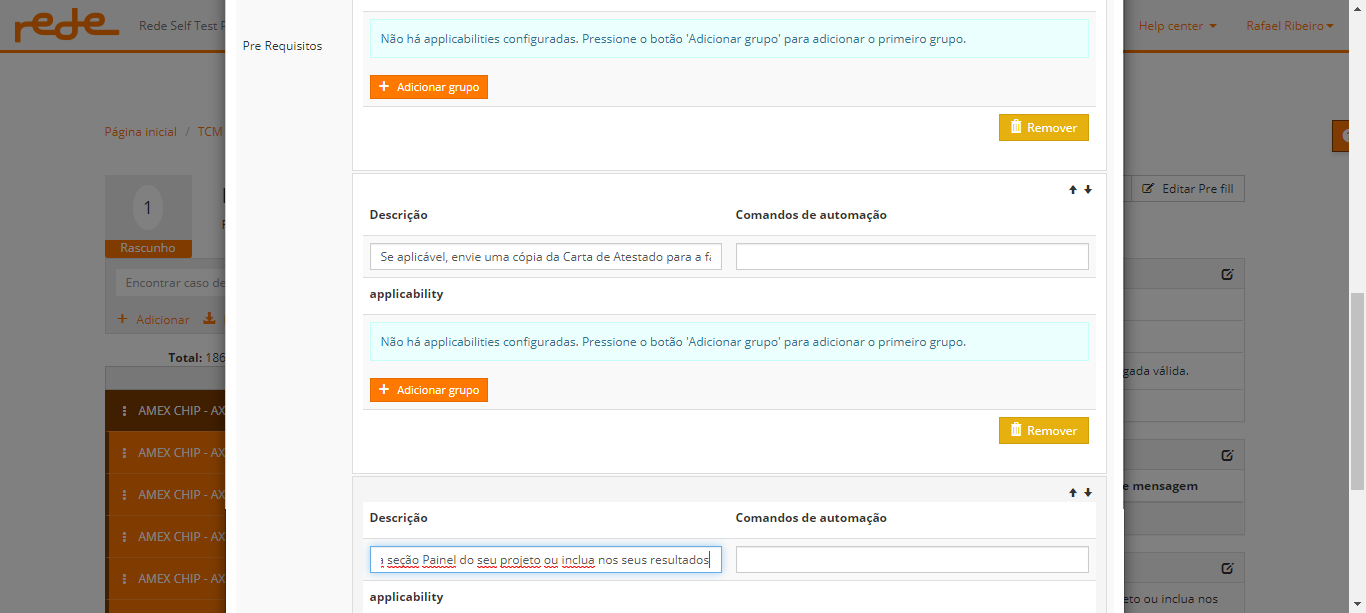 rede
Rede Self Test
Help center
Rafael Ribeiro
Pre Requisitos
Não há applicabilities configuradas. Pressione o botão 'Adicionar grupo' para adicionar o primeiro grupo.
+ Adicionar grupo
Remover
Página inicial / TCM
1
Rascunho
Editar Pre fill
Descrição
Comandos de automação
Se aplicável, envie uma cópia da Carta de Atestado para a
Encontrar caso de
applicability
+ Adicionar
Não há applicabilities configuradas. Pressione o botão 'Adicionar grupo' para adicionar o primeiro grupo.
Total: 186
gada válida.
+ Adicionar grupo
AMEX CHIP - AX
Remover
AMEX CHIP - AX
AMEX CHIP - AX
e mensagem
Descrição
Comandos de automação
AMEX CHIP - AX
a seção Painel do seu projeto ou inclua nos seus resultados
AMEX CHIP - AX
applicability
eto ou inclua nos